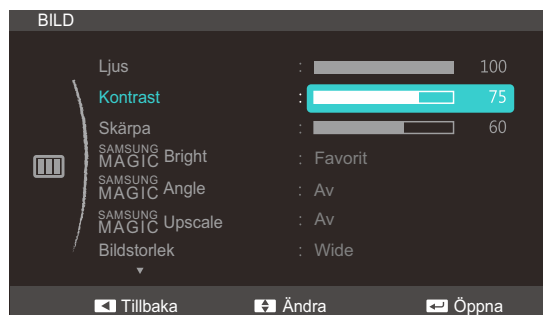 BILD
Ljus : 100
Kontrast : 75
Skärpa : 60
SAMSUNG MAGIC Bright : Favorit
SAMSUNG MAGIC Angle : Av
SAMSUNG MAGIC Upscale : Av
Bildstorlek : Wide
Tillbaka Ändra Öppna